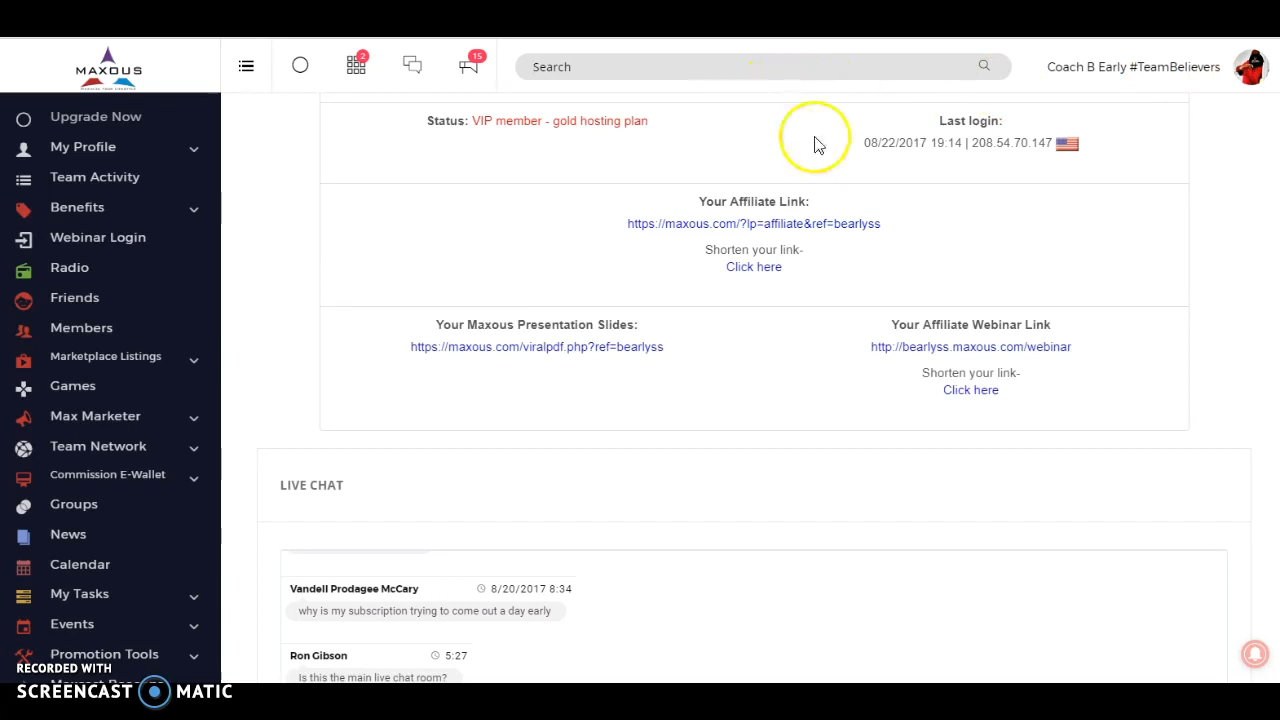 MAXOUS
2
15
Search
Coach B Early #TeamBelievers
Upgrade Now
My Profile
Team Activity
Benefits
Webinar Login
Radio
Friends
Members
Marketplace Listings
Games
Max Marketer
Team Network
Commission E-Wallet
Groups
News
Calendar
My Tasks
Events
Promotion Tools
Status: VIP member - gold hosting plan
Last login:
08/22/2017 19:14 | 208.54.70.147
Your Affiliate Link:
https://maxous.com/?lp=affiliate&ref=bearlyss
Shorten your link-
Click here
Your Maxous Presentation Slides:
https://maxous.com/viralpdf.php?ref=bearlyss
Your Affiliate Webinar Link
http://bearlyss.maxous.com/webinar
Shorten your link-
Click here
LIVE CHAT
Vandell Prodagee McCary 8/20/2017 8:34
why is my subscription trying to come out a day early
Ron Gibson 5:27
Is this the main live chat room?
RECORDED WITH
SCREENCAST MATIC